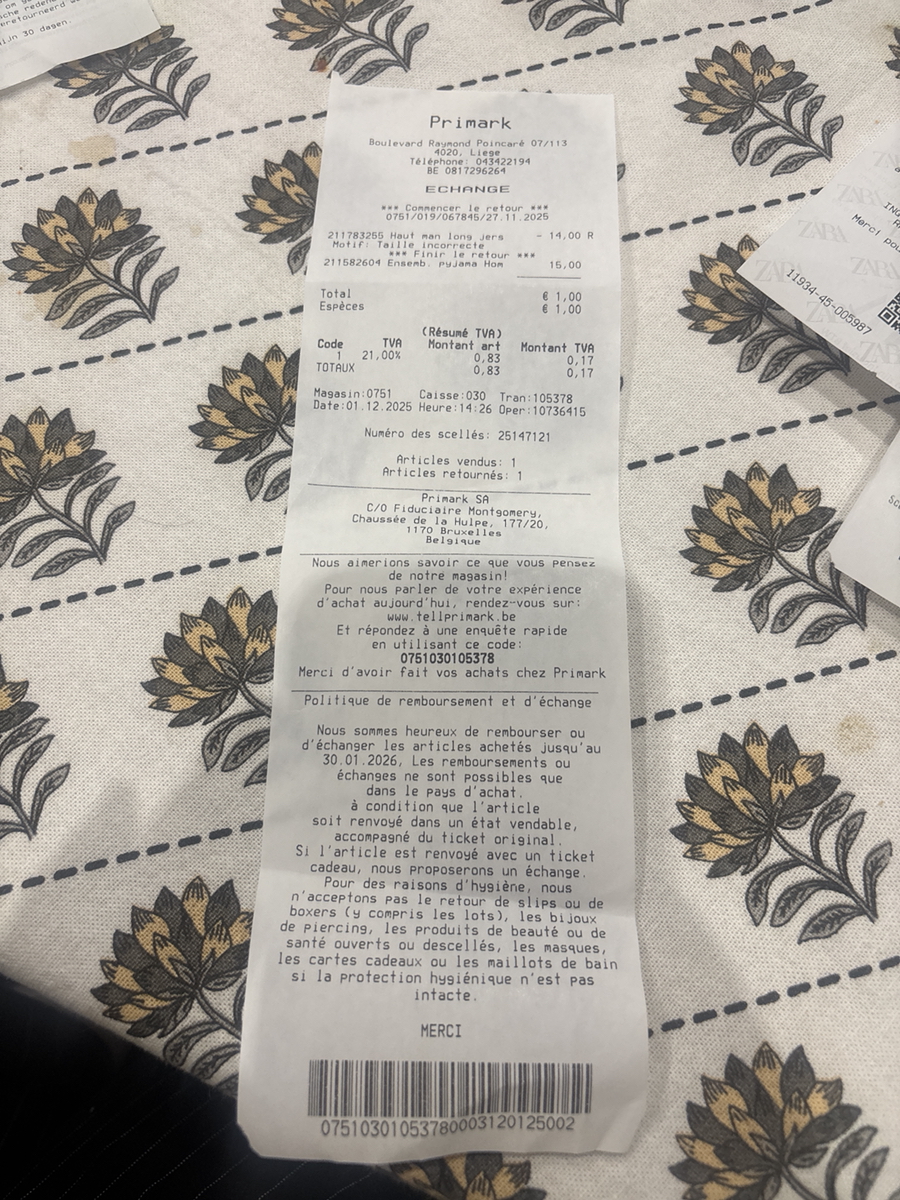 ijn 30 dagen.
Primark
Boulevard Raymond Poincaré 07/113
4020, Liege
Téléphone: 043422194
BE 0817296264
ECHANGE
*** Commencer le retour ***
0751/019/067845/27.11.2025
211783255 Haut man long jers - 14,00 R
Motif: Taille incorrecte
*** Finir le retour ***
211582604 Ensemb. pyjama Hom 15,00
Total € 1,00
Espèces € 1,00
(Résumé TVA)
Code TVA Montant art Montant TVA
1 21,00% 0,83 0,17
TOTAUX 0,83 0,17
Magasin:0751 Caisse:030 Tran:105378
Date:01.12.2025 Heure:14:26 Oper:10736415
Numéro des scellés: 25147121
Articles vendus: 1
Articles retournés: 1
Primark SA
C/O Fiduciaire Montgomery,
Chaussée de la Hulpe, 177/20,
1170 Bruxelles
Belgique
Nous aimerions savoir ce que vous pensez
de notre magasin!
Pour nous parler de votre expérience
d'achat aujourd'hui, rendez-vous sur:
www.tellprimark.be
Et répondez à une enquête rapide
en utilisant ce code:
0751030105378
Merci d'avoir fait vos achats chez Primark
Politique de remboursement et d'échange
Nous sommes heureux de rembourser ou
d'échanger les articles achetés jusqu'au
30.01.2026, Les remboursements ou
échanges ne sont possibles que
dans le pays d'achat.
à condition que l'article
soit renvoyé dans un état vendable,
accompagné du ticket original.
Si l'article est renvoyé avec un ticket
cadeau, nous proposerons un échange.
Pour des raisons d'hygiène, nous
n'acceptons pas le retour de slips ou de
boxers (y compris les lots), les bijoux
de piercing, les produits de beauté ou de
santé ouverts ou descellés, les masques,
les cartes cadeaux ou les maillots de bain
si la protection hygiénique n'est pas
intacte.
MERCI
0751030105378000312012​5002
Merci pou
11934-45-005987
ZARA